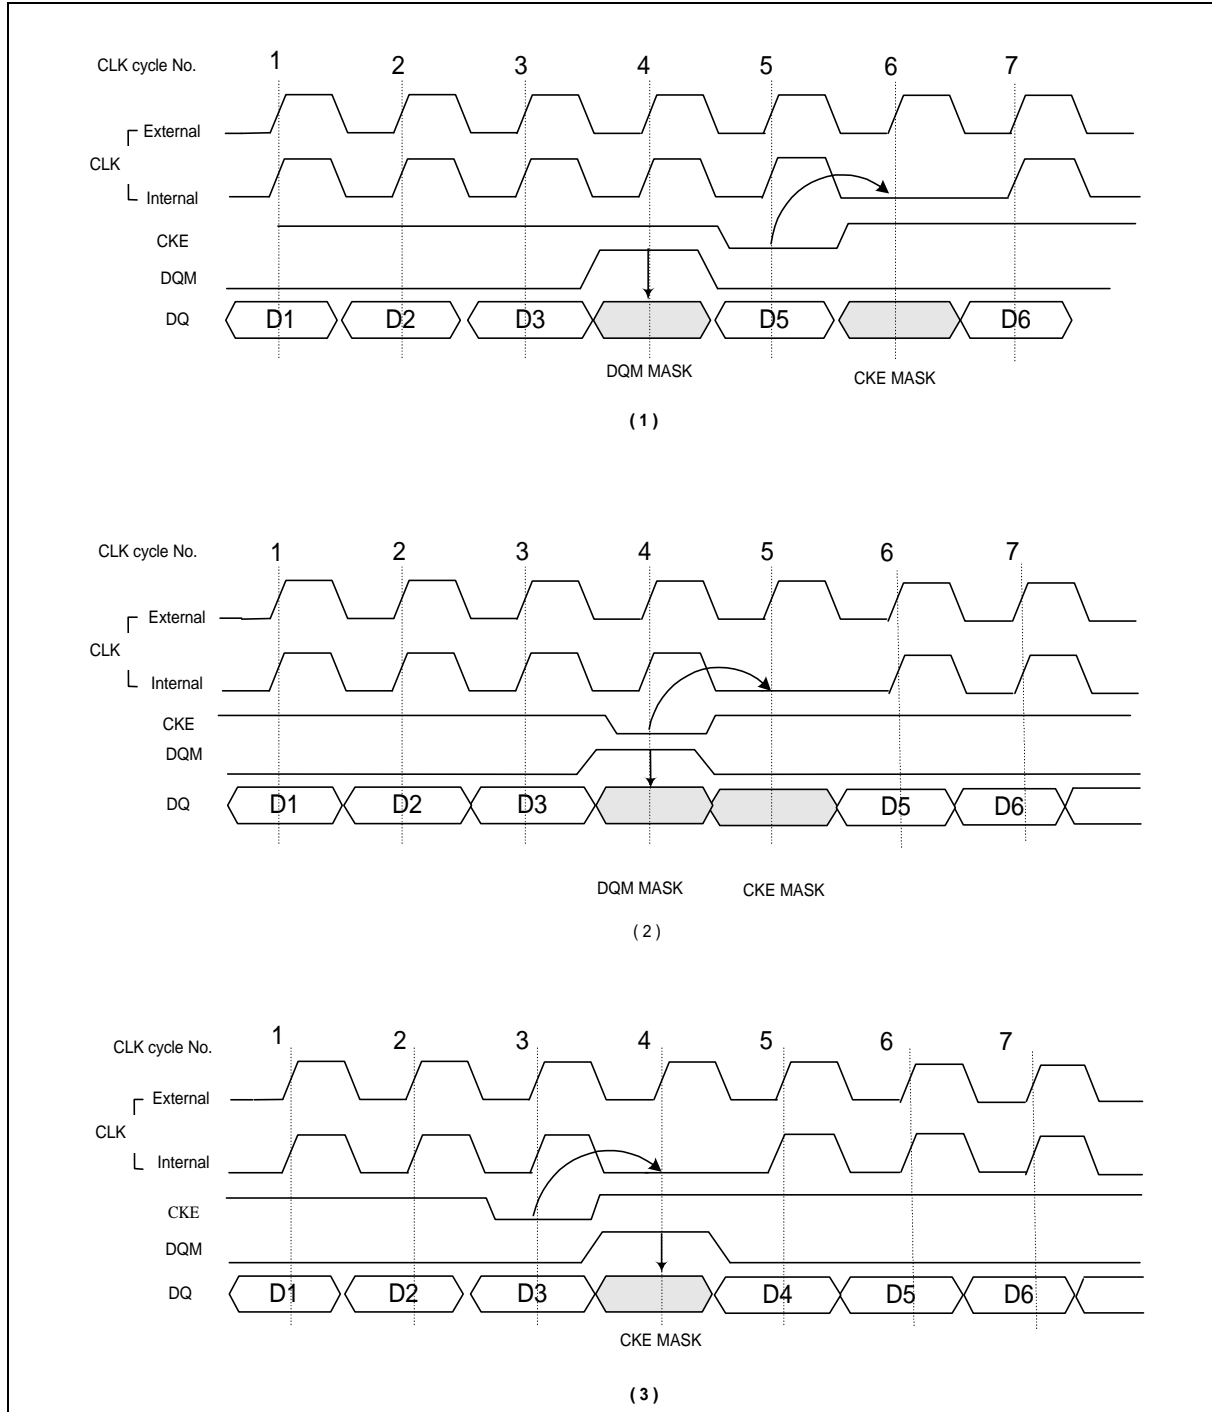 CLK cycle No. 1 2 3 4 5 6 7
External
CLK
Internal
CKE
DQM
DQ D1 D2 D3 D5 D6
DQM MASK CKE MASK
( 1 )
CLK cycle No. 1 2 3 4 5 6 7
External
CLK
Internal
CKE
DQM
DQ D1 D2 D3 D5 D6
DQM MASK CKE MASK
( 2 )
CLK cycle No. 1 2 3 4 5 6 7
External
CLK
Internal
CKE
DQM
DQ D1 D2 D3 D4 D5 D6
CKE MASK
( 3 )